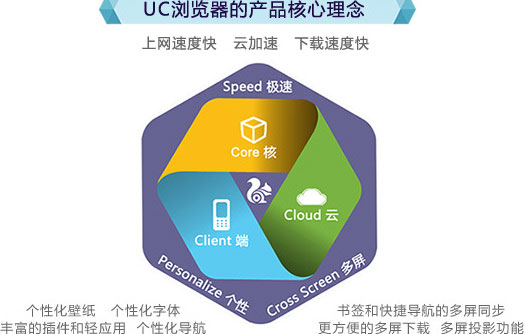 UC浏览器的产品核心理念
上网速度快 云加速 下载速度快
Speed 极速
Core 核
Cloud 云
Client 端
Personalize 个性
Cross Screen 多屏
个性化壁纸 个性化字体
丰富的插件和轻应用 个性化导航
书签和快捷导航的多屏同步
更方便的多屏下载 多屏投影功能